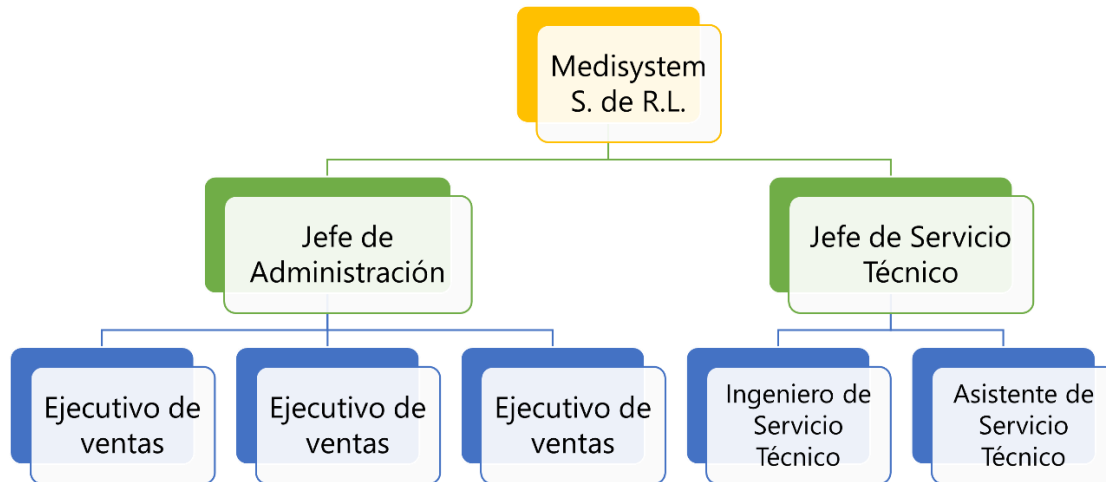 Medisystem
S. de R.L.
Jefe de
Administración
Jefe de Servicio
Técnico
Ejecutivo de
ventas
Ejecutivo de
ventas
Ejecutivo de
ventas
Ingeniero de
Servicio
Técnico
Asistente de
Servicio
Técnico